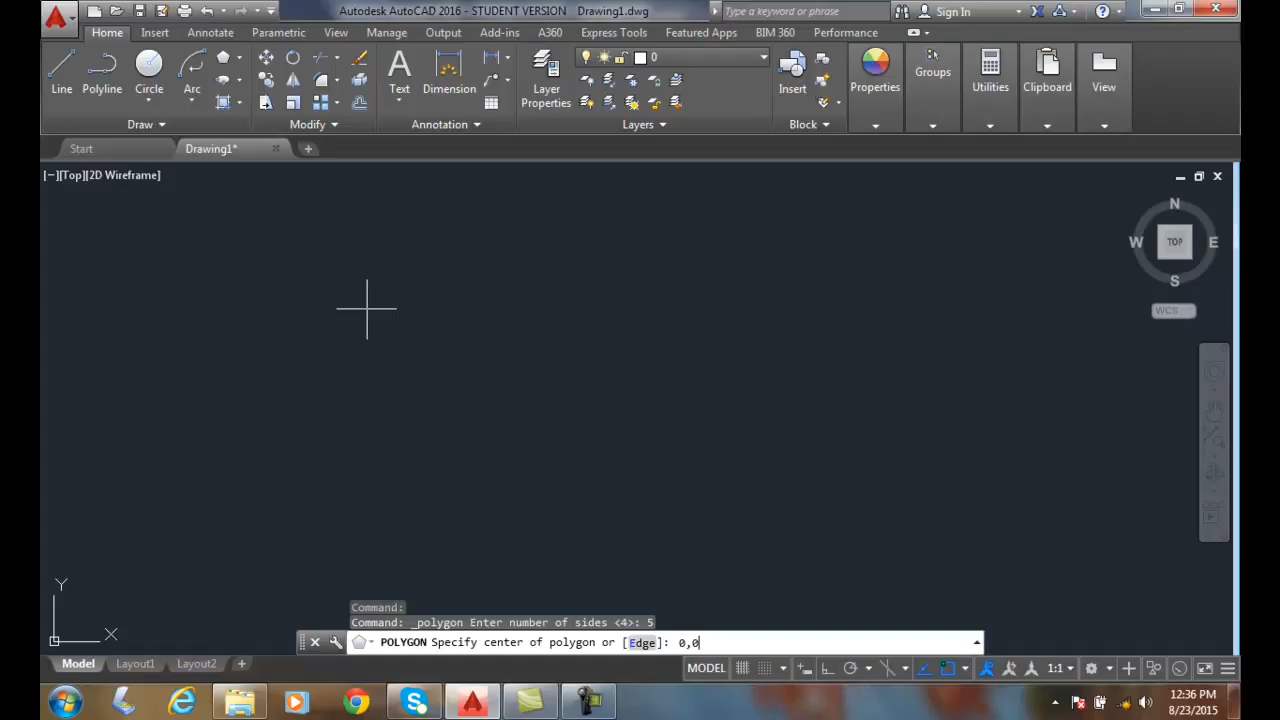 Autodesk AutoCAD 2016 - STUDENT VERSION Drawing1.dwg
Type a keyword or phrase
Sign In
Home Insert Annotate Parametric View Manage Output Add-ins A360 Express Tools Featured Apps BIM 360 Performance
0
Line Polyline Circle Arc
Text Dimension
Layer Properties
Insert
Properties
Groups
Utilities
Clipboard
View
Draw Modify Annotation Layers Block
Start Drawing1*
[−][Top][2D Wireframe]
N
W TOP E
S
WCS
Y
X
Command:
Command: _polygon Enter number of sides <4>: 5
POLYGON Specify center of polygon or [Edge]: 0,0
Model Layout1 Layout2
MODEL 1:1
12:36 PM
8/23/2015